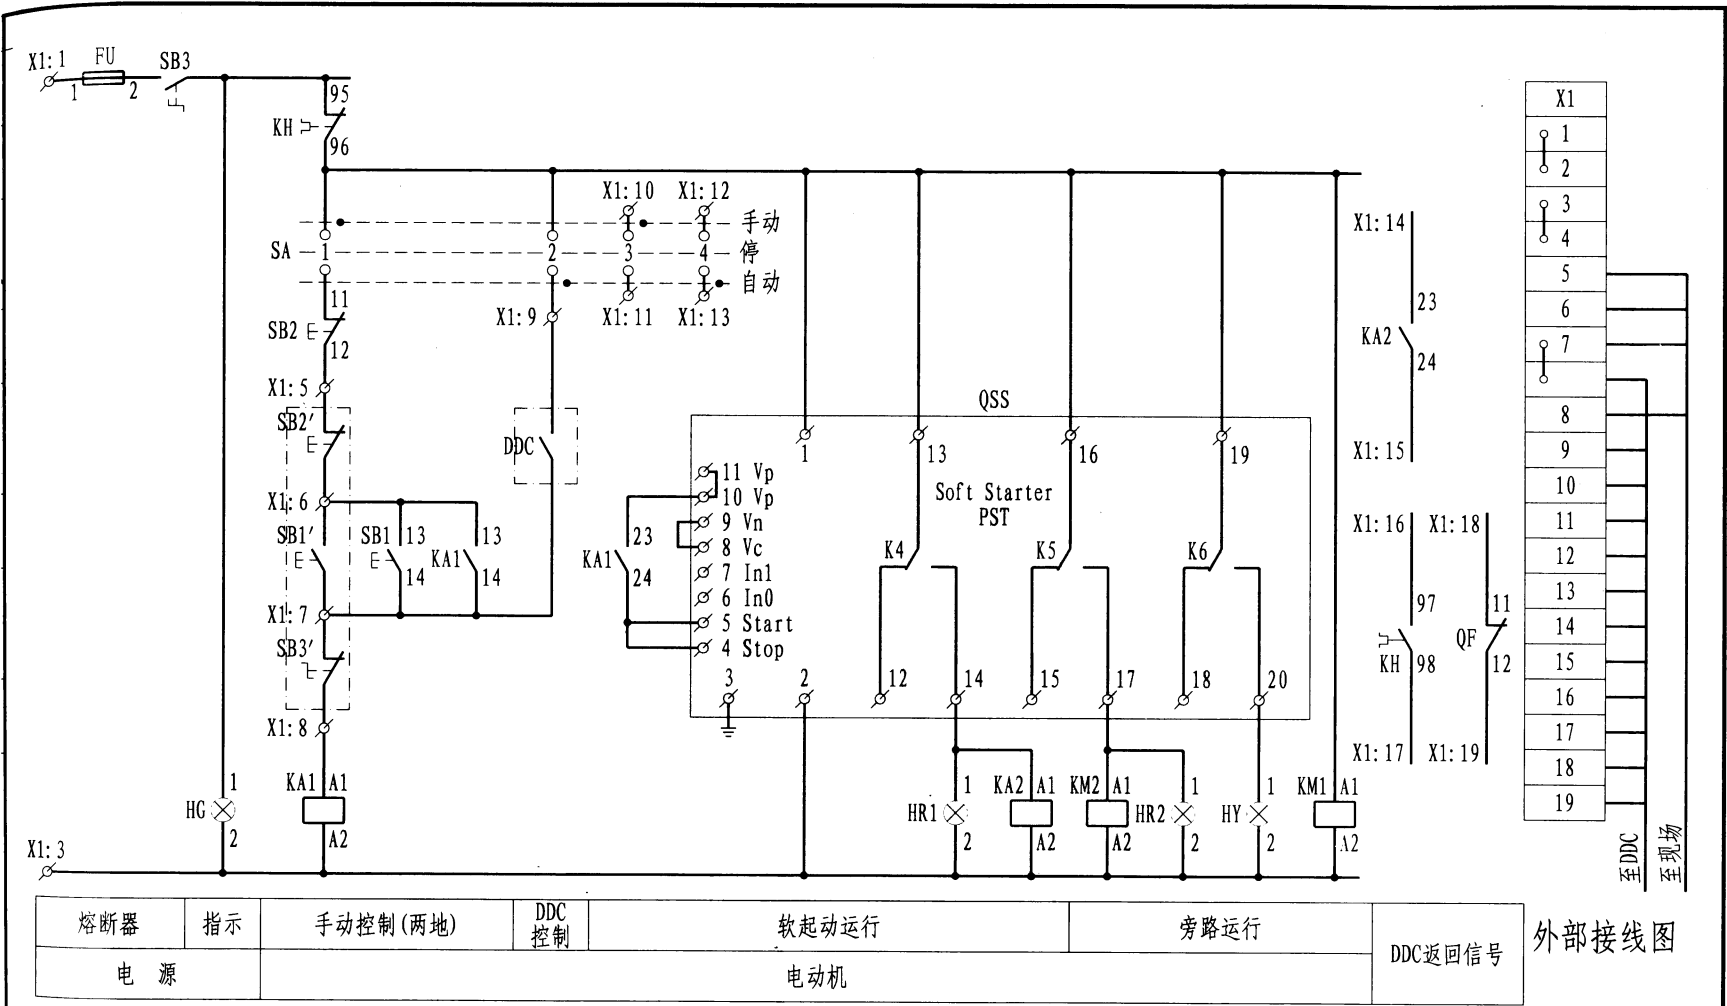 X1:1
FU
SB3
1
2
95
KH
96
X1:10
X1:12
手动
SA
1
2
3
4
停
自动
X1:9
X1:11
X1:13
11
SB2
12
X1:5
SB2′
DDC
X1:6
SB1′
SB1
13
14
KA1
13
14
X1:7
SB3′
X1:8
KA1
A1
A2
HG
1
2
X1:3
KA1
23
24
QSS
Soft Starter
PST
11 Vp
10 Vp
9 Vn
8 Vc
7 In1
6 In0
5 Start
4 Stop
3
2
1
13
16
19
K4
K5
K6
12
14
15
17
18
20
HR1
1
2
KA2
A1
A2
KM2
A1
A2
HR2
1
2
HY
1
2
KM1
A1
A2
X1:14
23
KA2
24
X1:15
X1:16
X1:18
97
KH
98
11
QF
12
X1:17
X1:19
X1
1
2
3
4
5
6
7
8
9
10
11
12
13
14
15
16
17
18
19
至DDC
至现场
熔断器
指示
手动控制(两地)
DDC
控制
软起动运行
旁路运行
DDC返回信号
电 源
电动机
外部接线图